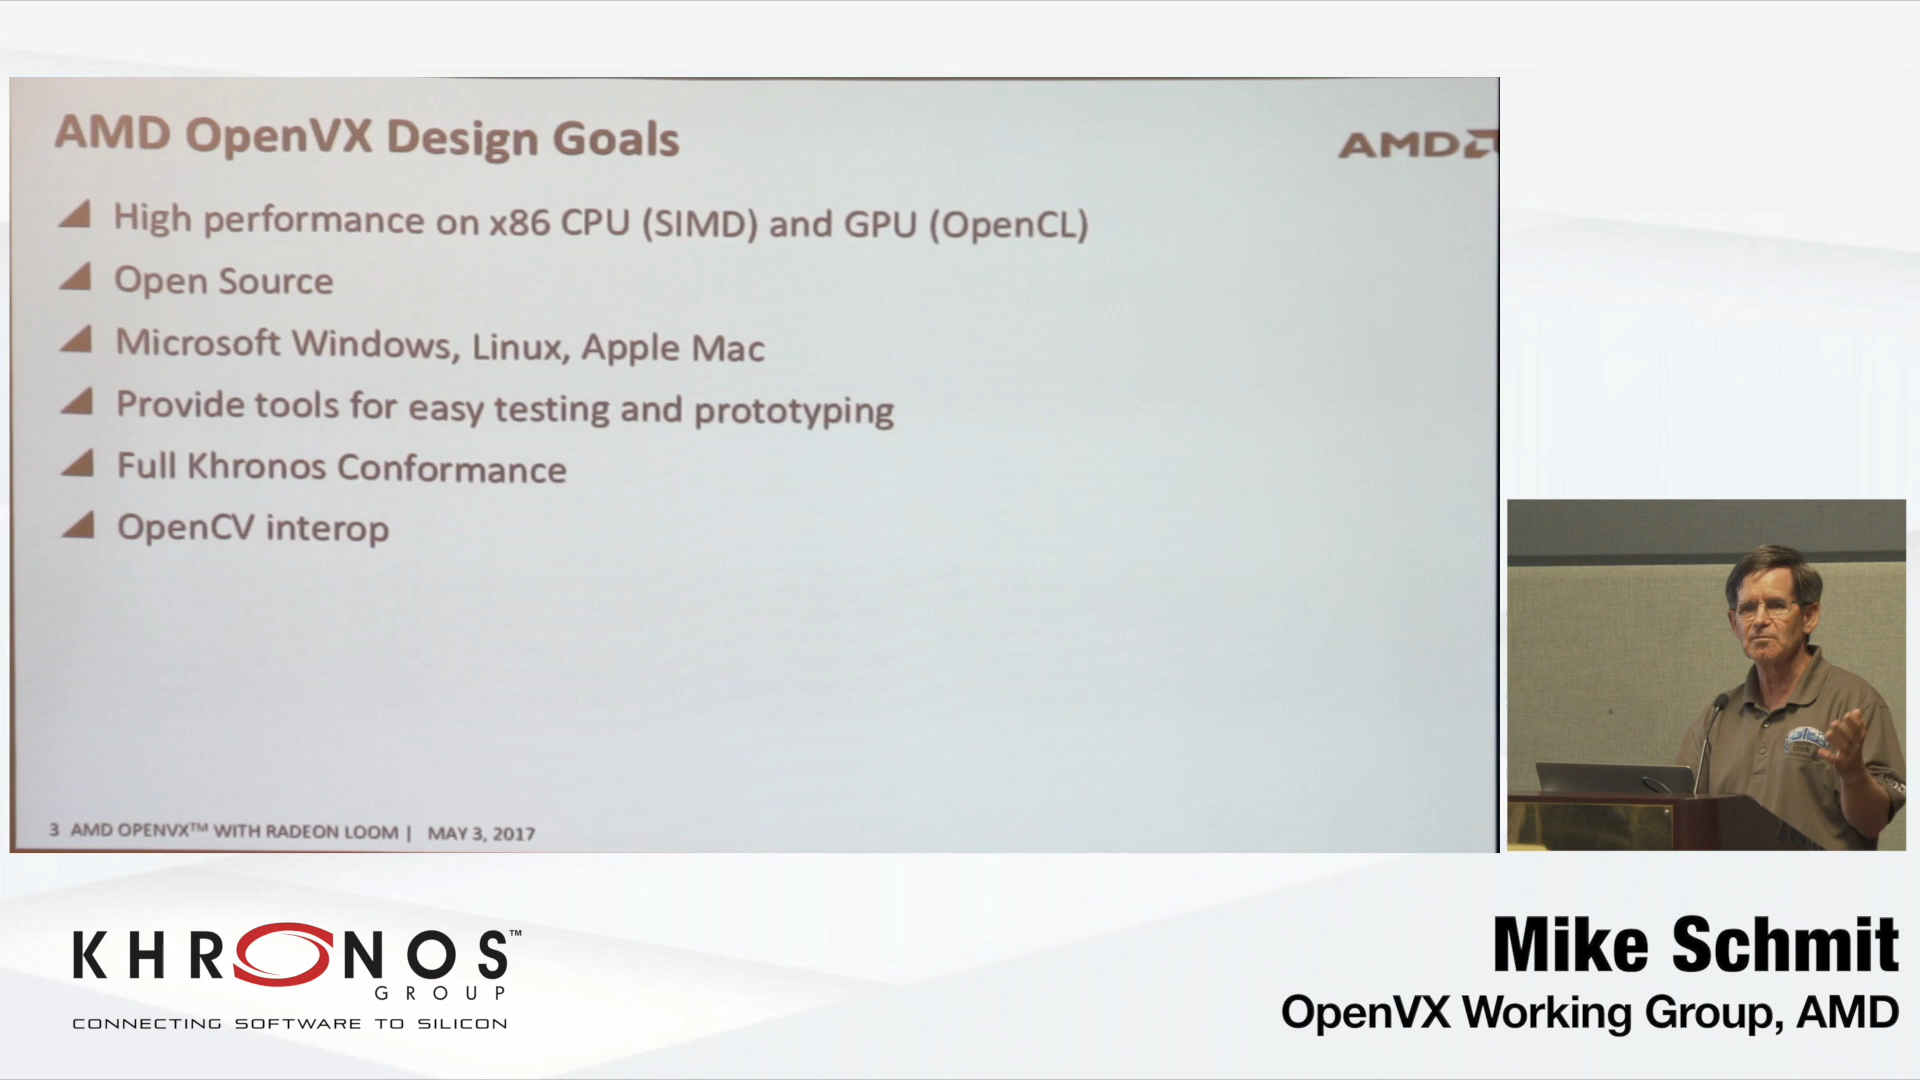 AMD OpenVX Design Goals
AMD
High performance on x86 CPU (SIMD) and GPU (OpenCL)
Open Source
Microsoft Windows, Linux, Apple Mac
Provide tools for easy testing and prototyping
Full Khronos Conformance
OpenCV interop
3 AMD OPENVX™ WITH RADEON LOOM | MAY 3, 2017
KHRONOS™
GROUP
CONNECTING SOFTWARE TO SILICON
Mike Schmit
OpenVX Working Group, AMD